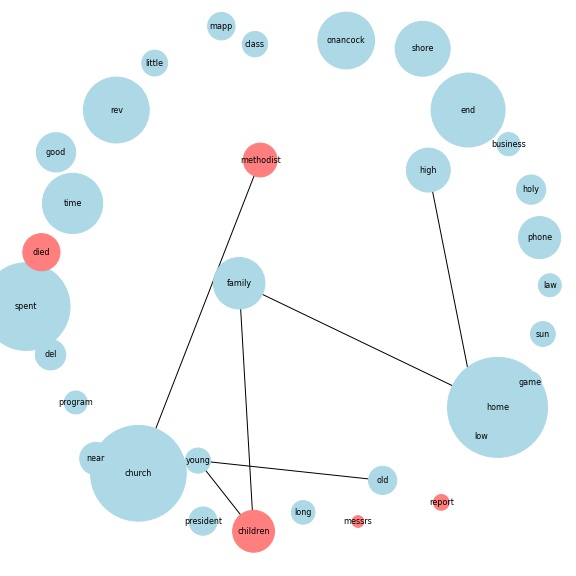 mapp
onancock
class
shore
little
rev
end
business
good
methodist
high
holy
time
phone
died
family
law
spent
sun
del
game
program
home
low
near
young
church
old
report
long
president
messrs
children